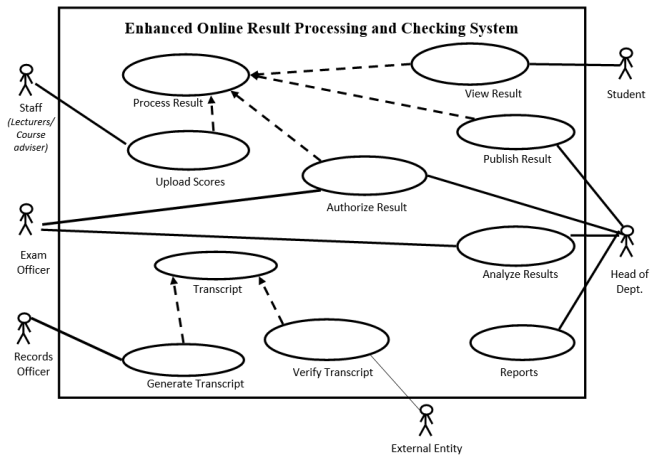 Enhanced Online Result Processing and Checking System
Process Result
View Result
Staff
(Lecturers/
Course
adviser)
Student
Upload Scores
Publish Result
Authorize Result
Exam
Officer
Analyze Results
Head of
Dept.
Transcript
Records
Officer
Generate Transcript
Verify Transcript
Reports
External Entity